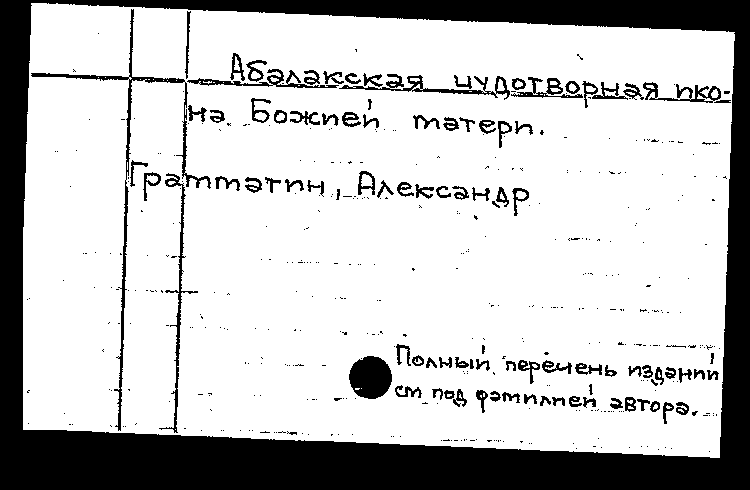 Абалакская чудотворная ико-
на Божией матери.
Грамматин, Александр
Полный перечень изданий
см под фамилией автора.